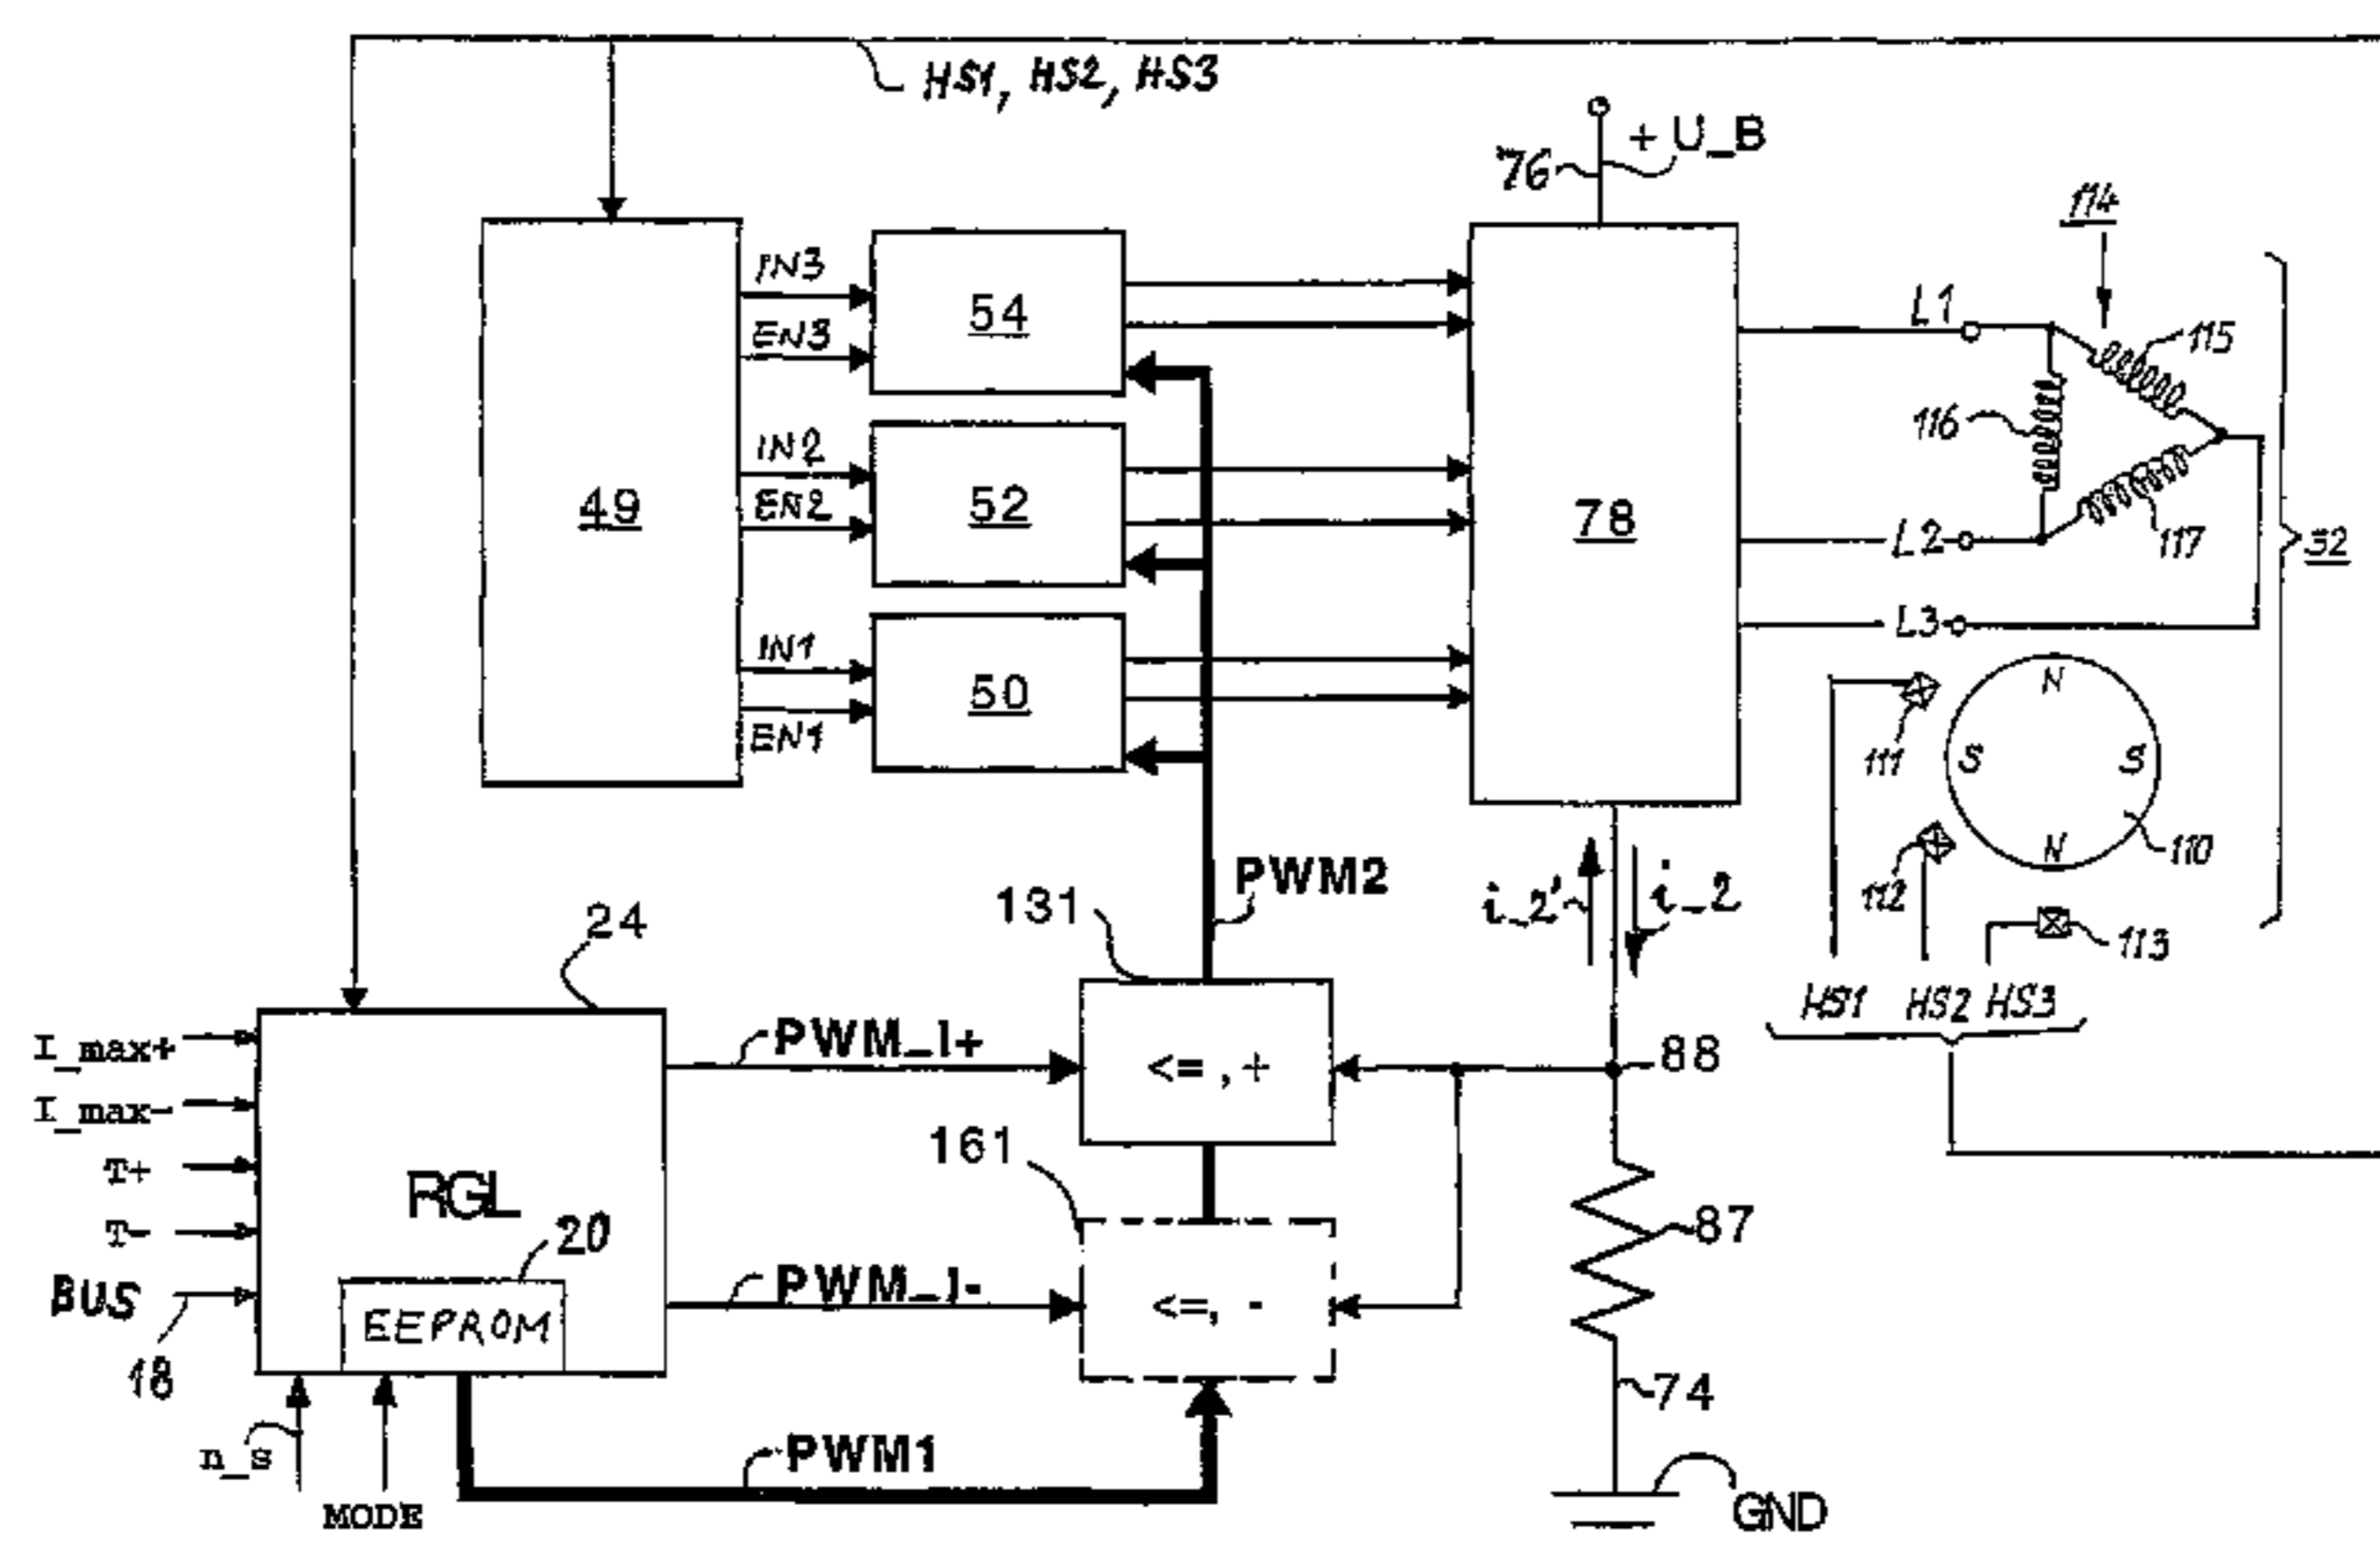 HS1, HS2, HS3
+ U_B
76
114
IN3
54
EN3
L1
115
116
IN2
49
EN2
52
78
L2
117
32
L3
IN1
50
EN1
N
111
S
S
112
N
110
113
PWM2
i_2'
i_2
131
24
HS1 HS2 HS3
I_max+
PWM_I+
<= , +
88
I_max-
161
T+
RGL
T-
20
87
BUS
EEPROM
PWM_I-
<=, -
18
74
n_s
PWM1
MODE
GND